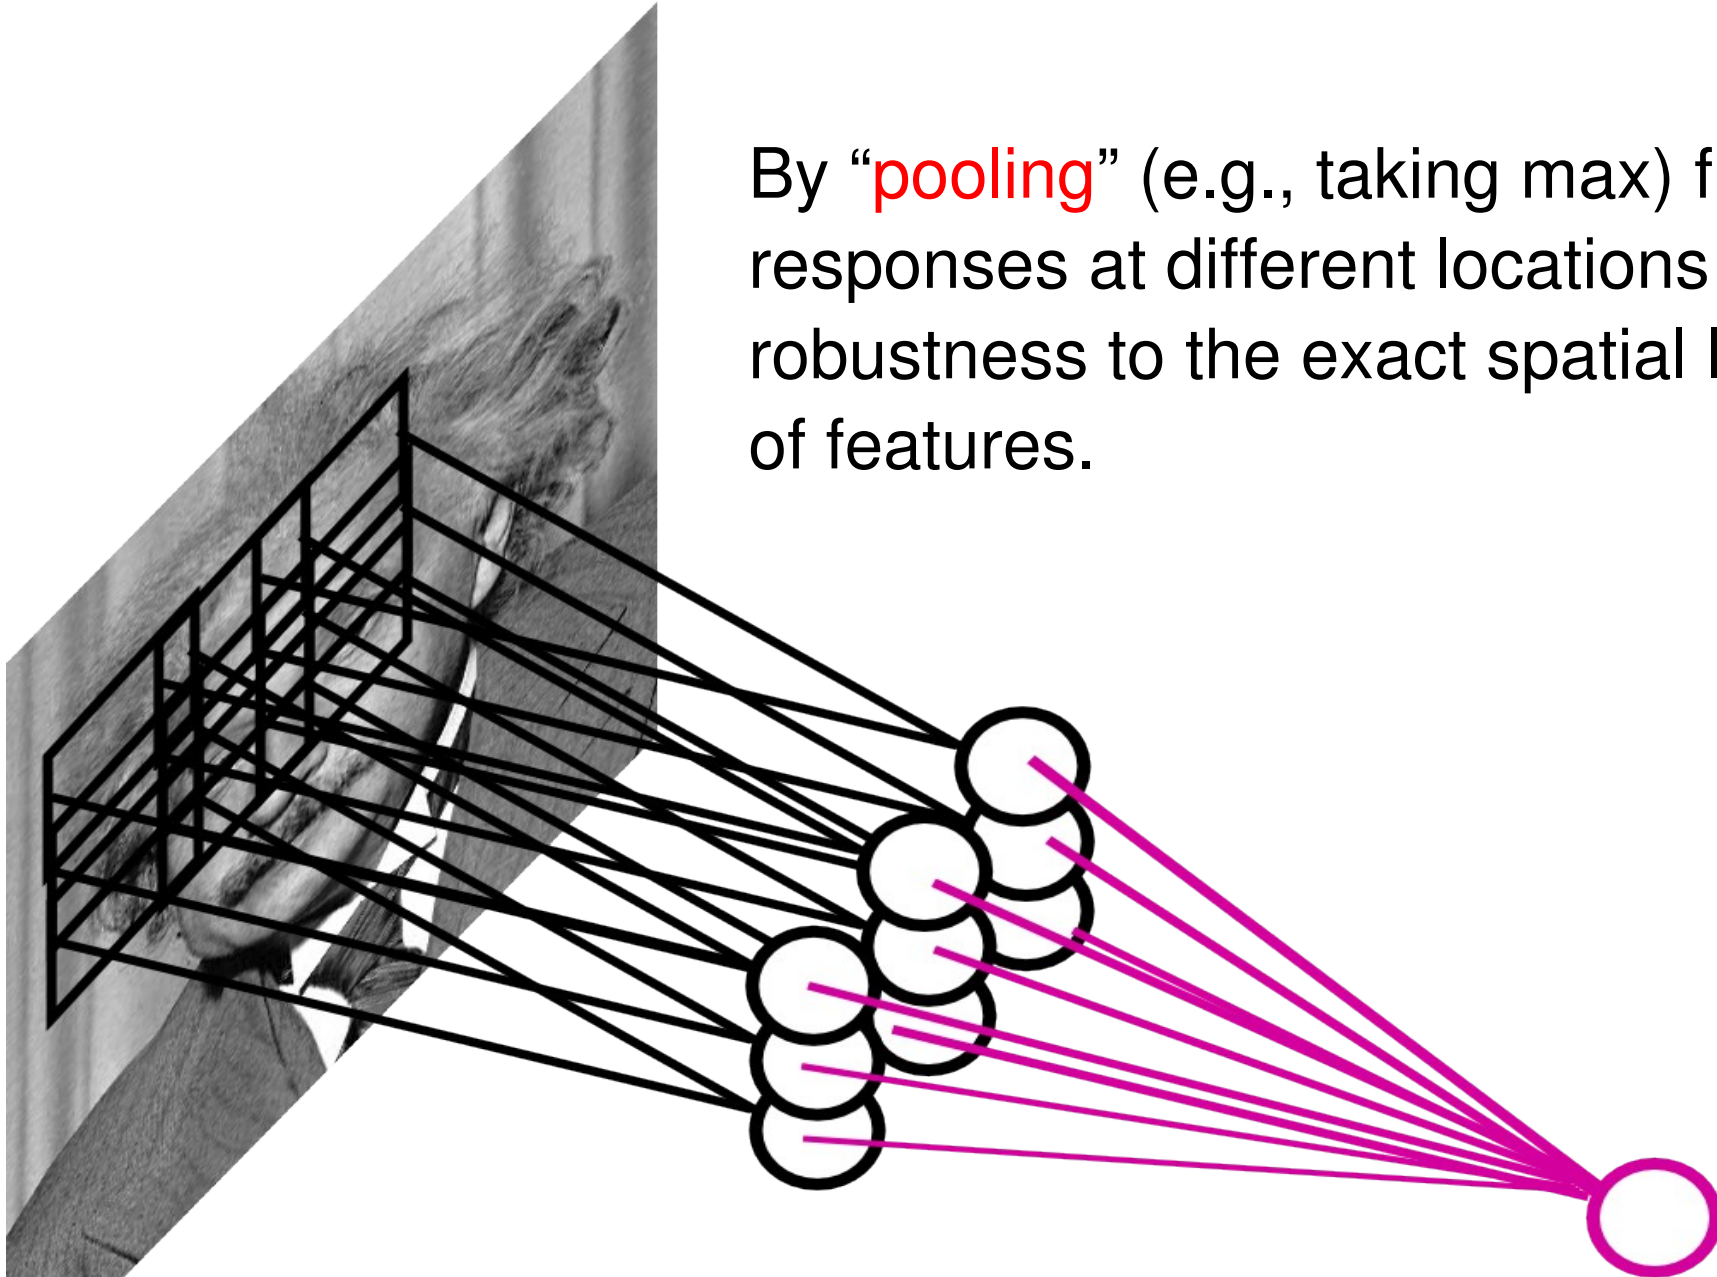 By “pooling” (e.g., taking max) f
responses at different locations
robustness to the exact spatial l
of features.